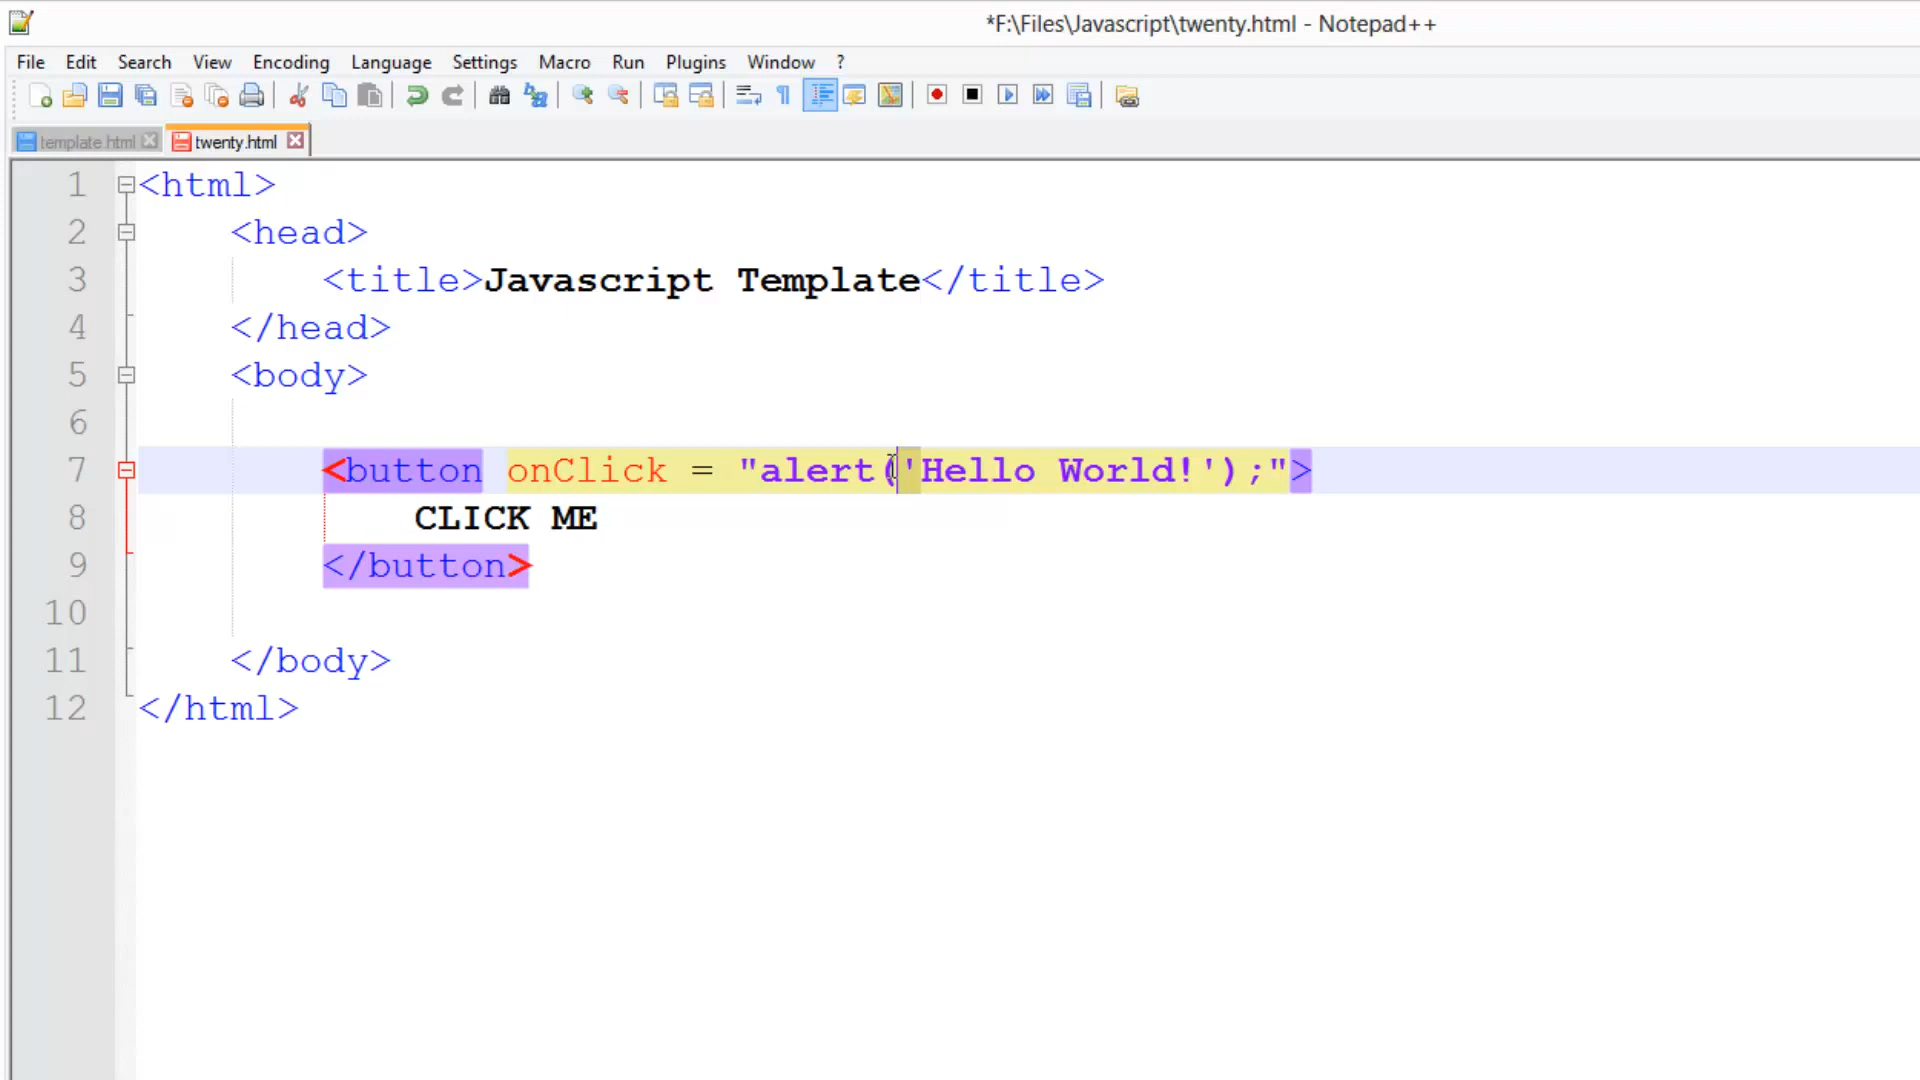 *F:\Files\Javascript\twenty.html - Notepad++
File Edit Search View Encoding Language Settings Macro Run Plugins Window ?
template.html twenty.html
1 <html>
2 <head>
3 <title>Javascript Template</title>
4 </head>
5 <body>
6
7 <button onClick = "alert('Hello World!');">
8 CLICK ME
9 </button>
10
11 </body>
12 </html>